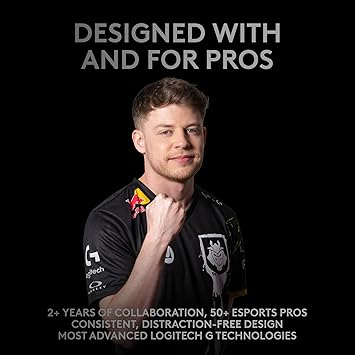 DESIGNED WITH
AND FOR PROS
logitech
2+ YEARS OF COLLABORATION, 50+ ESPORTS PROS
CONSISTENT, DISTRACTION-FREE DESIGN
MOST ADVANCED LOGITECH G TECHNOLOGIES